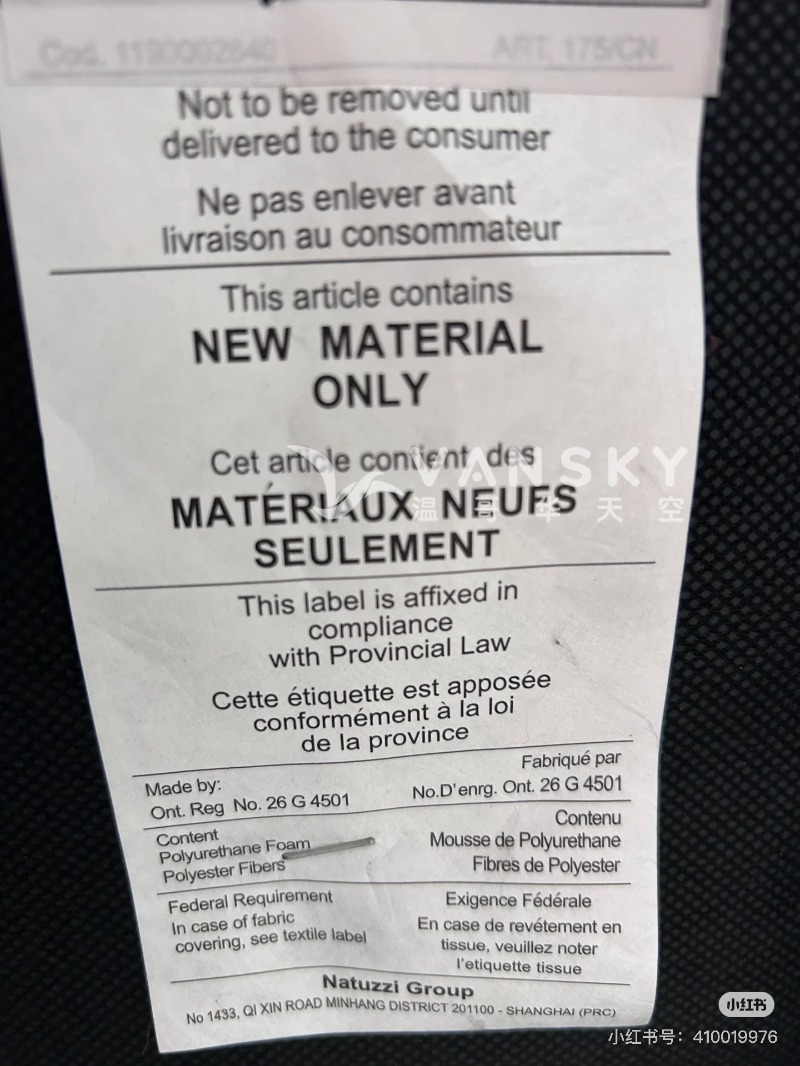 Cod. 1190002640
ART. 175/CN
Not to be removed until
delivered to the consumer
Ne pas enlever avant
livraison au consommateur
This article contains
NEW MATERIAL
ONLY
Cet article contient des
MATÉRIAUX NEUFS
SEULEMENT
VANSKY
温哥华天空
This label is affixed in
compliance
with Provincial Law
Cette étiquette est apposée
conformément à la loi
de la province
Made by:
Ont. Reg No. 26 G 4501
Fabriqué par
No.D'enrg. Ont. 26 G 4501
Content
Polyurethane Foam
Polyester Fibers
Contenu
Mousse de Polyurethane
Fibres de Polyester
Federal Requirement
In case of fabric
covering, see textile label
Exigence Fédérale
En case de revétement en
tissue, veuillez noter
l'etiquette tissue
Natuzzi Group
No 1433, QI XIN ROAD MINHANG DISTRICT 201100 - SHANGHAI (PRC)
小红书
小红书号：410019976